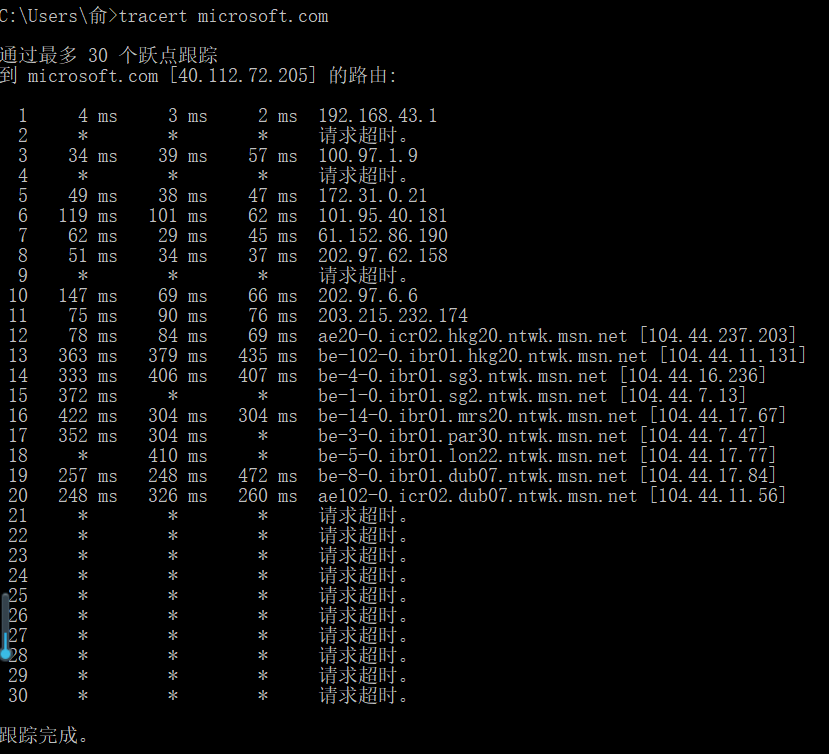 C:\Users\俞>tracert microsoft.com
通过最多 30 个跃点跟踪
到 microsoft.com [40.112.72.205] 的路由:
1 4 ms 3 ms 2 ms 192.168.43.1
2 * * * 请求超时。
3 34 ms 39 ms 57 ms 100.97.1.9
4 * * * 请求超时。
5 49 ms 38 ms 47 ms 172.31.0.21
6 119 ms 101 ms 62 ms 101.95.40.181
7 62 ms 29 ms 45 ms 61.152.86.190
8 51 ms 34 ms 37 ms 202.97.62.158
9 * * * 请求超时。
10 147 ms 69 ms 66 ms 202.97.6.6
11 75 ms 90 ms 76 ms 203.215.232.174
12 78 ms 84 ms 69 ms ae20-0.icr02.hkg20.ntwk.msn.net [104.44.237.203]
13 363 ms 379 ms 435 ms be-102-0.ibr01.hkg20.ntwk.msn.net [104.44.11.131]
14 333 ms 406 ms 407 ms be-4-0.ibr01.sg3.ntwk.msn.net [104.44.16.236]
15 372 ms * * be-1-0.ibr01.sg2.ntwk.msn.net [104.44.7.13]
16 422 ms 304 ms 304 ms be-14-0.ibr01.mrs20.ntwk.msn.net [104.44.17.67]
17 352 ms 304 ms * be-3-0.ibr01.par30.ntwk.msn.net [104.44.7.47]
18 * 410 ms * be-5-0.ibr01.lon22.ntwk.msn.net [104.44.17.77]
19 257 ms 248 ms 472 ms be-8-0.ibr01.dub07.ntwk.msn.net [104.44.17.84]
20 248 ms 326 ms 260 ms ae102-0.icr02.dub07.ntwk.msn.net [104.44.11.56]
21 * * * 请求超时。
22 * * * 请求超时。
23 * * * 请求超时。
24 * * * 请求超时。
25 * * * 请求超时。
26 * * * 请求超时。
27 * * * 请求超时。
28 * * * 请求超时。
29 * * * 请求超时。
30 * * * 请求超时。
跟踪完成。